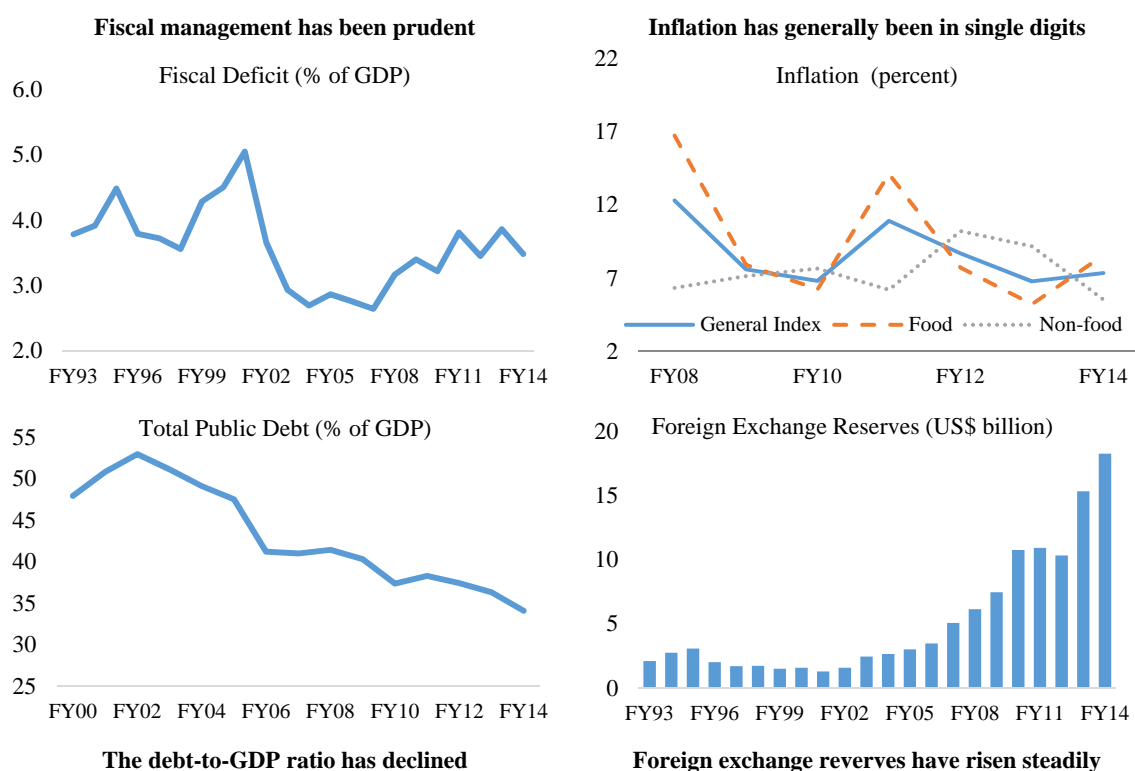 Fiscal management has been prudent
Fiscal Deficit (% of GDP)
6.0
5.0
4.0
3.0
2.0
FY93 FY96 FY99 FY02 FY05 FY08 FY11 FY14
Inflation has generally been in single digits
Inflation (percent)
22
17
12
7
2
General Index Food Non-food
FY08 FY10 FY12 FY14
Total Public Debt (% of GDP)
55
50
45
40
35
30
25
FY00 FY02 FY04 FY06 FY08 FY10 FY12 FY14
The debt-to-GDP ratio has declined
Foreign Exchange Reserves (US$ billion)
20
15
10
5
0
FY93 FY96 FY99 FY02 FY05 FY08 FY11 FY14
Foreign exchange reverves have risen steadily